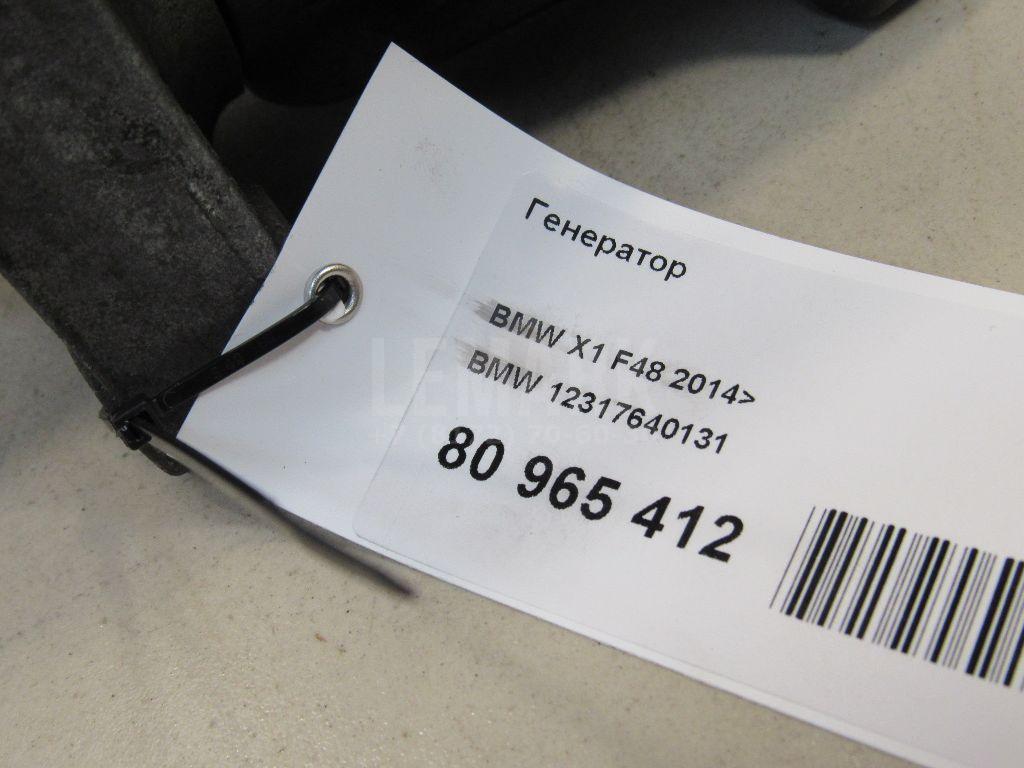 Генератор
BMW X1 F48 2014>
BMW 12317640131
80 965 412